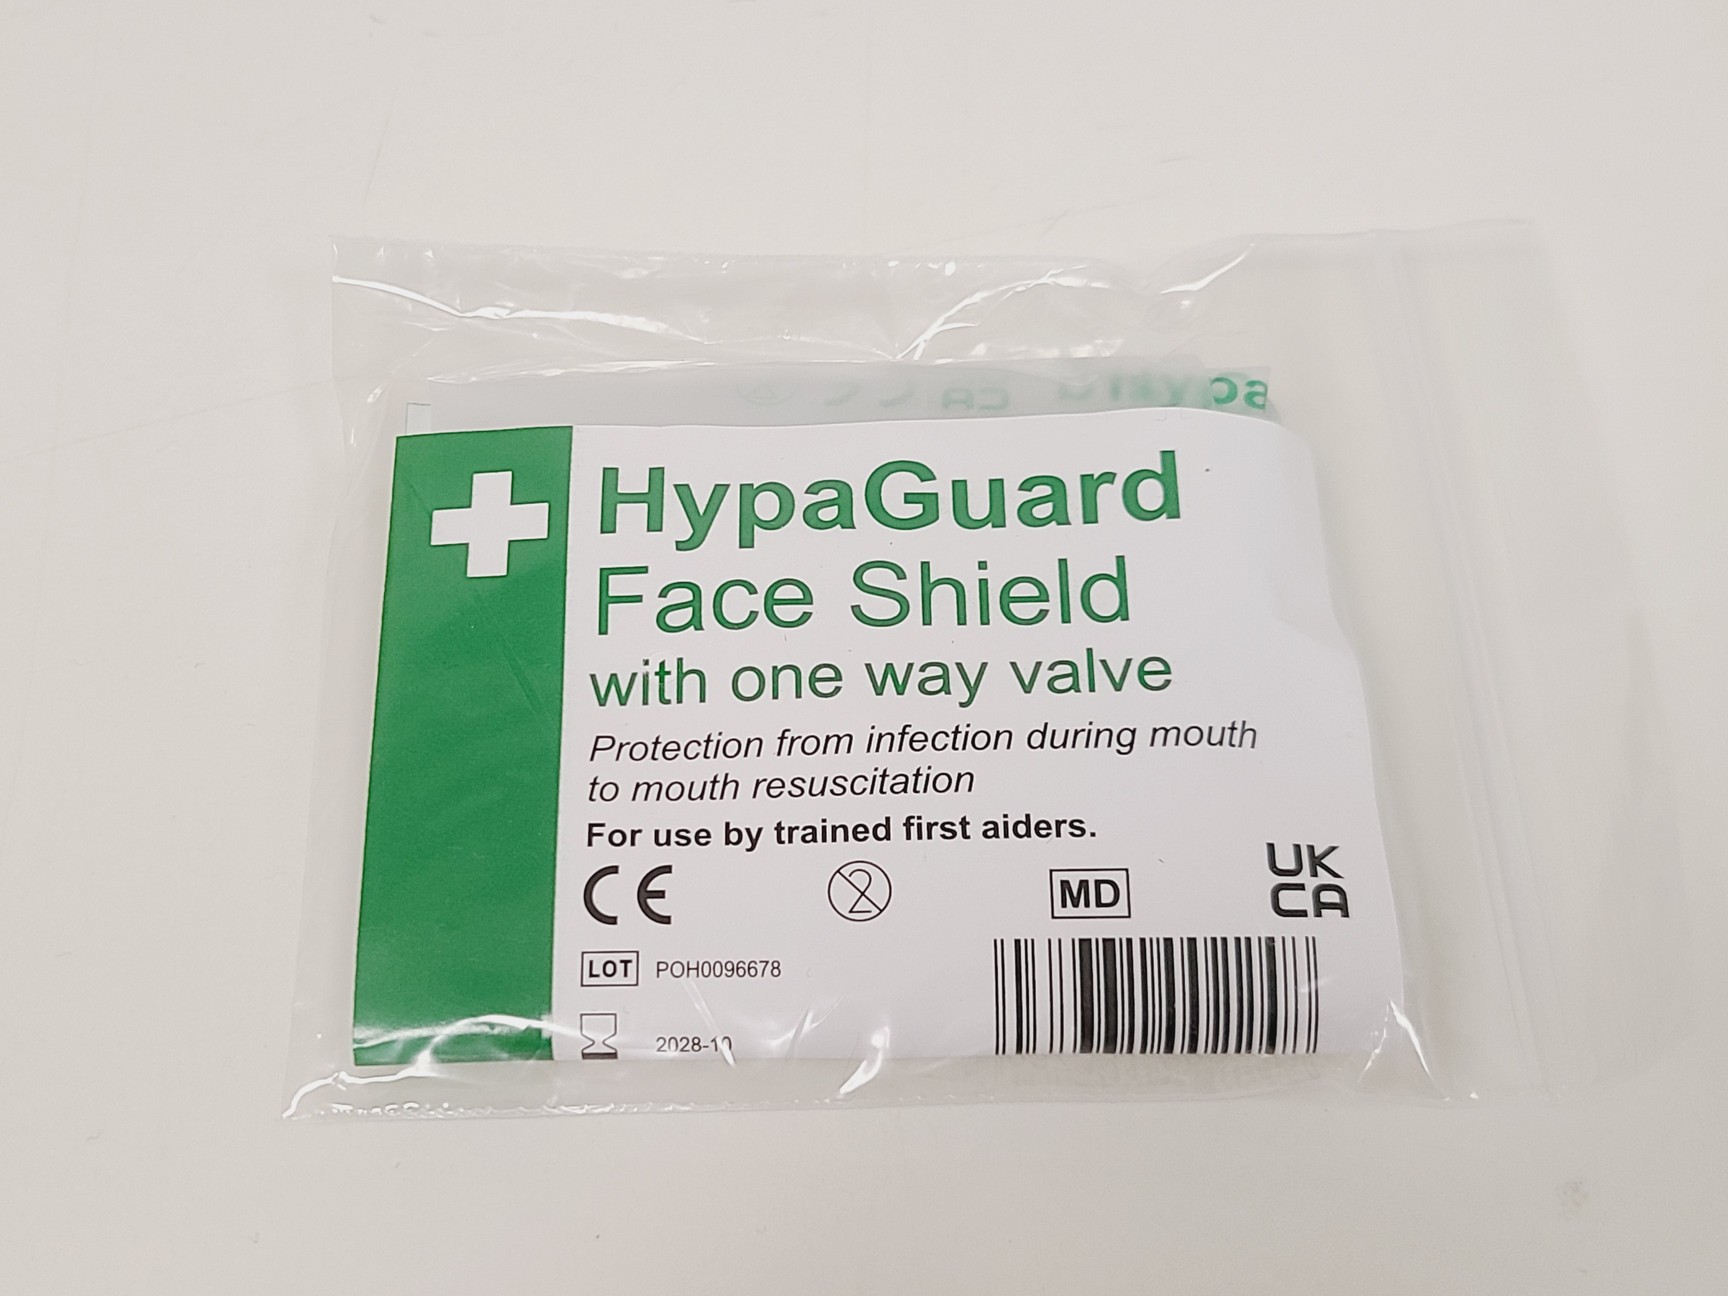 HypaGuard
Face Shield
with one way valve
Protection from infection during mouth
to mouth resuscitation
For use by trained first aiders.
CE
2
MD
UK
CA
LOT POH0096678
2028-10